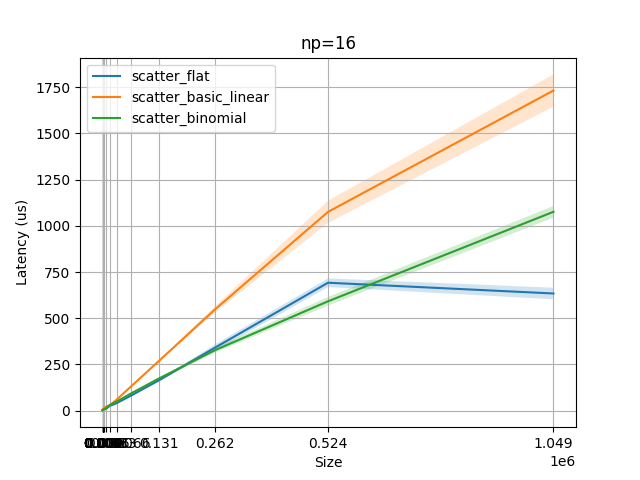 np=16
scatter_flat
scatter_basic_linear
scatter_binomial
1750
1500
1250
1000
750
500
250
0
Latency (us)
0.131 0.262 0.524 1.049
Size
1e6